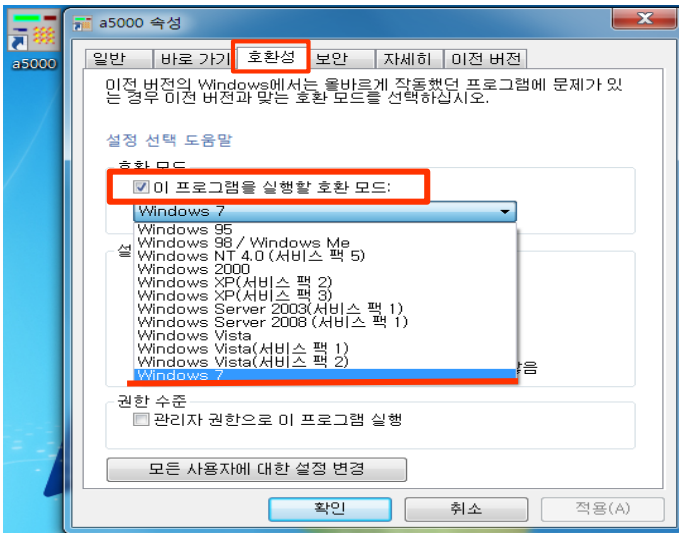 a5000 속성
a5000
일반 바로 가기 호환성 보안 자세히 이전 버전
이전 버전의 Windows에서는 올바르게 작동했던 프로그램에 문제가 있
는 경우 이전 버전과 맞는 호환 모드를 선택하십시오.
설정 선택 도움말
호환 모드
이 프로그램을 실행할 호환 모드:
Windows 7
Windows 95
설
Windows 98 / Windows Me
Windows NT 4.0 (서비스 팩 5)
Windows 2000
Windows XP(서비스 팩 2)
Windows XP(서비스 팩 3)
Windows Server 2003(서비스 팩 1)
Windows Server 2008 (서비스 팩 1)
Windows Vista
Windows Vista(서비스 팩 1)
Windows Vista(서비스 팩 2)
음
Windows 7
권한 수준
관리자 권한으로 이 프로그램 실행
모든 사용자에 대한 설정 변경
확인 취소 적용(A)